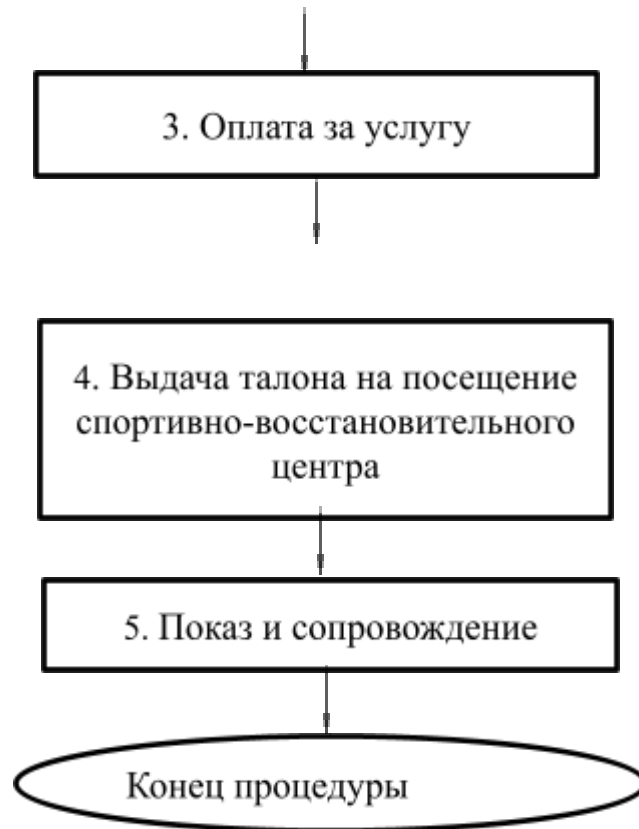 3. Оплата за услугу
4. Выдача талона на посещение
спортивно-восстановительного
центра
5. Показ и сопровождение
Конец процедуры